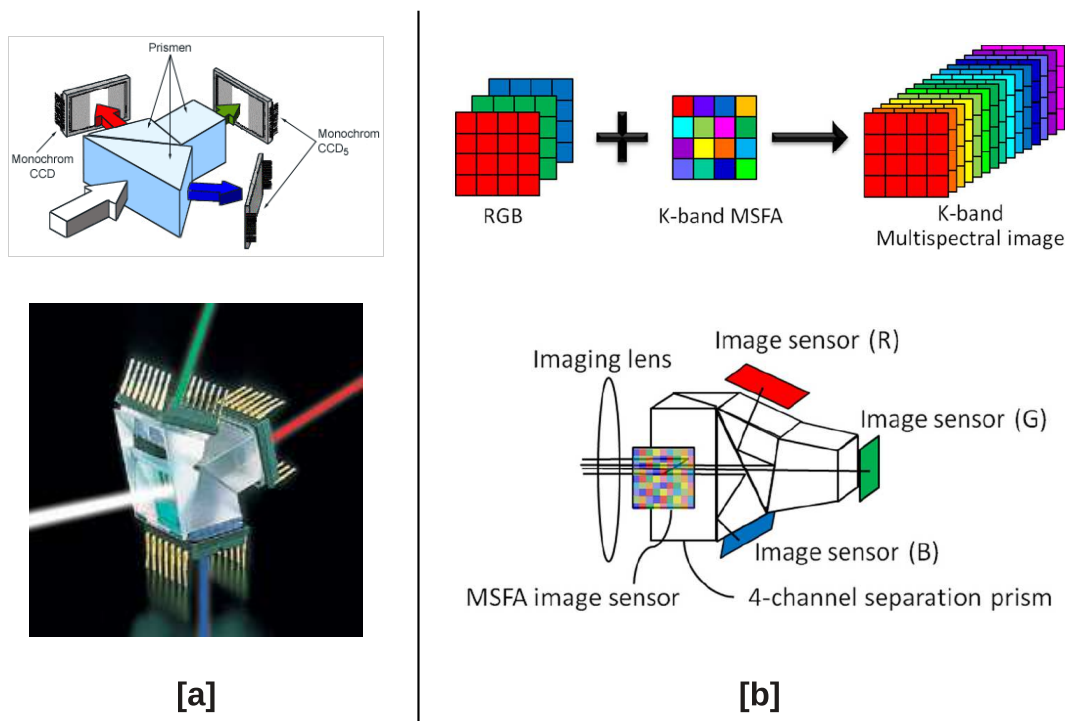 Prismen
Monochrom
CCD
Monochrom
CCD5
[a]
RGB
K-band MSFA
K-band
Multispectral image
Imaging lens
Image sensor (R)
Image sensor (G)
Image sensor (B)
MSFA image sensor
4-channel separation prism
[b]